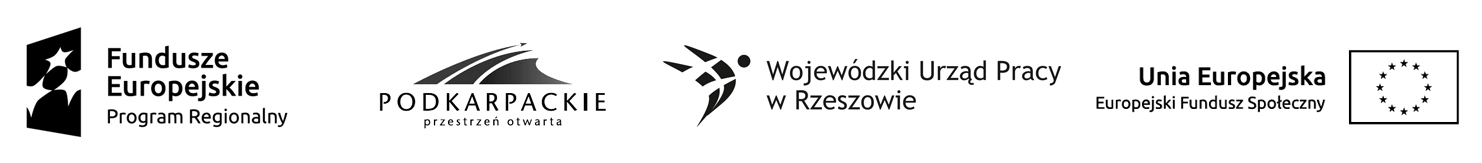 Fundusze
Europejskie
Program Regionalny
PODKARPACKIE
przestrzeń otwarta
Wojewódzki Urząd Pracy
w Rzeszowie
Unia Europejska
Europejski Fundusz Społeczny